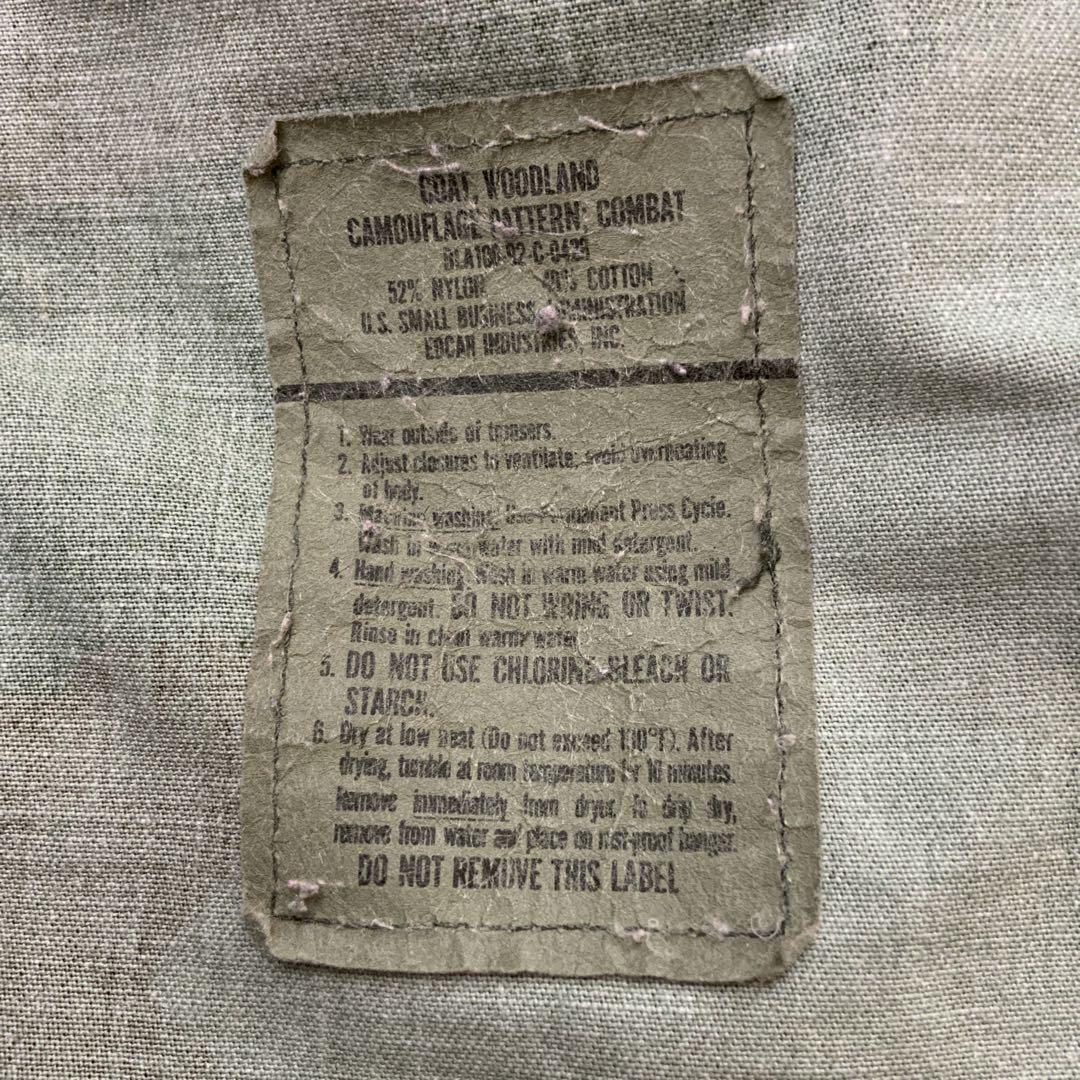 COAT, WOODLAND
CAMOUFLAGE PATTERN: COMBAT
52% NYLON 48% COTTON
U.S. SMALL BUSINESS ADMINISTRATION
INDUSTRIES, INC.
1. Wear outside of trousers.
2. Adjust closures to ventilate, avoid overheating
of body.
3. Machine washing: Use Permanent Press Cycle.
Wash in warm water with mild detergent.
4. Hand washing: Wash in warm water using mild
detergent. DO NOT WRING OR TWIST.
Rinse in clean warm water
5. DO NOT USE CHLORINE BLEACH OR
STARCH.
6. Dry at low heat (Do not exceed After
drying, tumble at room temperature for 10 minutes.
Remove immediately from dryer. To drip dry,
remove from water and place on rust-proof hanger.
DO NOT REMOVE THIS LABEL